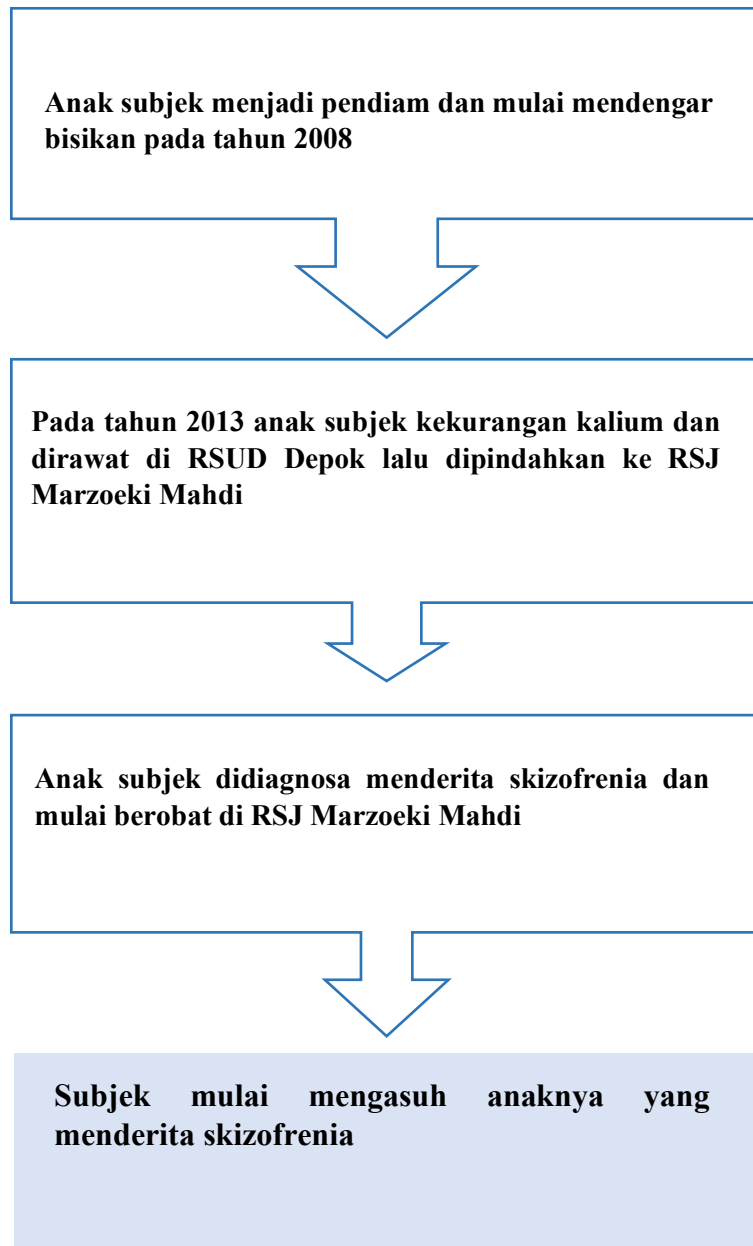 Anak subjek menjadi pendiam dan mulai mendengar
bisikan pada tahun 2008
Pada tahun 2013 anak subjek kekurangan kalium dan
dirawat di RSUD Depok lalu dipindahkan ke RSJ
Marzoeki Mahdi
Anak subjek didiagnosa menderita skizofrenia dan
mulai berobat di RSJ Marzoeki Mahdi
Subjek mulai mengasuh anaknya yang
menderita skizofrenia